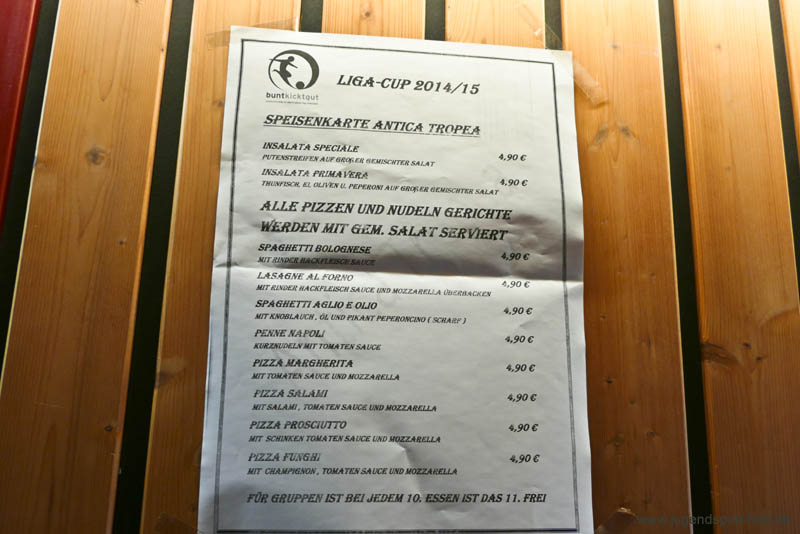 buntkicktgut
LIGA-CUP 2014/15
SPEISENKARTE ANTICA TROPEA
INSALATA SPECIALE 4,90 €
PUTENSTREIFEN AUF GROßER GEMISCHTER SALAT
INSALATA PRIMAVERA 4,90 €
THUNFISCH, EI, OLIVEN U. PEPERONI AUF GROßER GEMISCHTER SALAT
ALLE PIZZEN UND NUDELN GERICHTE
WERDEN MIT GEM. SALAT SERVIERT
SPAGHETTI BOLOGNESE 4,90 €
MIT RINDER HACKFLEISCH SAUCE
LASAGNE AL FORNO 4,90 €
MIT RINDER HACKFLEISCH SAUCE UND MOZZARELLA ÜBERBACKEN
SPAGHETTI AGLIO E OLIO 4,90 €
MIT KNOBLAUCH , ÖL UND PIKANT PEPERONCINO ( SCHARF )
PENNE NAPOLI 4,90 €
KURZNUDELN MIT TOMATEN SAUCE
PIZZA MARGHERITA 4,90 €
MIT TOMATEN SAUCE UND MOZZARELLA
PIZZA SALAMI 4,90 €
MIT SALAMI , TOMATEN SAUCE UND MOZZARELLA
PIZZA PROSCIUTTO 4,90 €
MIT SCHINKEN TOMATEN SAUCE UND MOZZARELLA
PIZZA FUNGHI 4,90 €
MIT CHAMPIGNON , TOMATEN SAUCE UND MOZZARELLA
FÜR GRUPPEN IST BEI JEDEM 10. ESSEN IST DAS 11. FREI